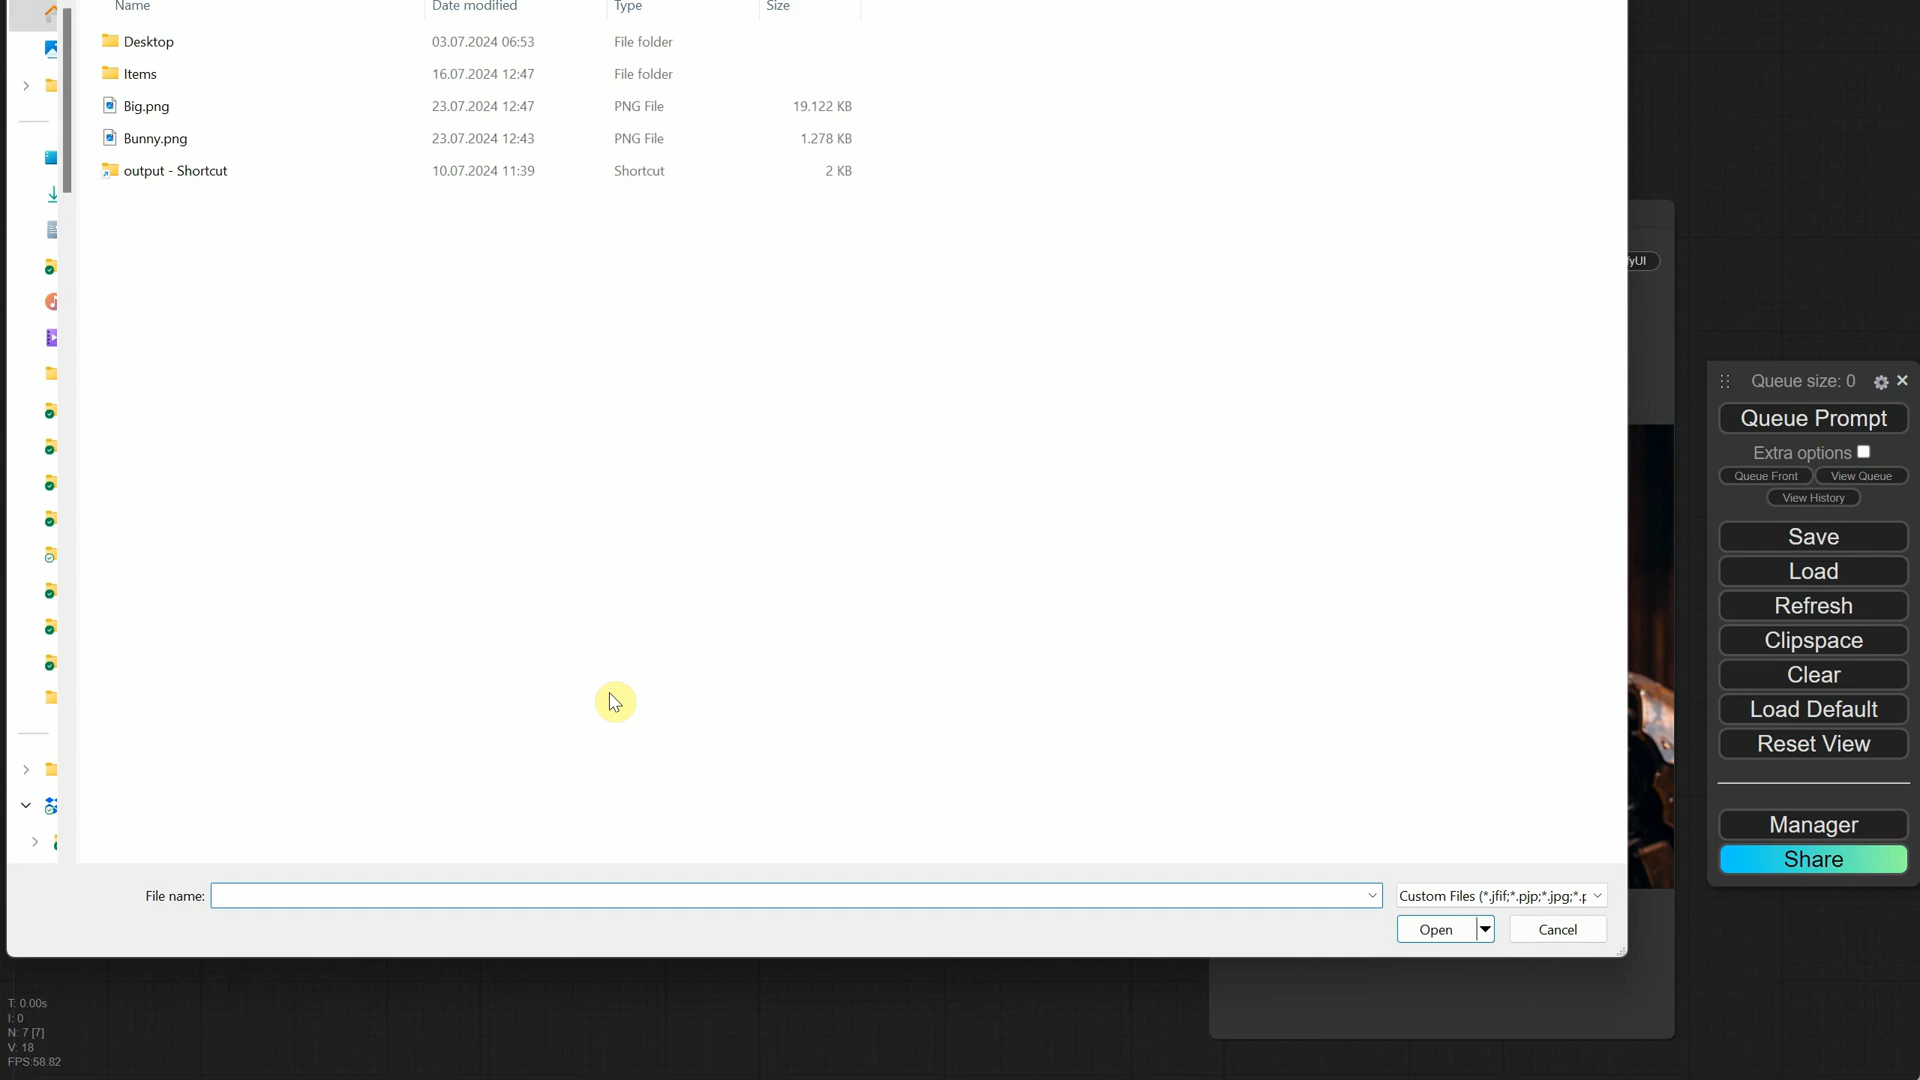 Name Date modified Type Size
Desktop 03.07.2024 06:53 File folder
Items 16.07.2024 12:47 File folder
Big.png 23.07.2024 12:47 PNG File 19.122 KB
Bunny.png 23.07.2024 12:43 PNG File 1.278 KB
output - Shortcut 10.07.2024 11:39 Shortcut 2 KB
fyUI
Queue size: 0
Queue Prompt
Extra options
Queue Front View Queue
View History
Save
Load
Refresh
Clipspace
Clear
Load Default
Reset View
Manager
Share
File name: Custom Files (*.jfif;*.pjp;*.jpg;*.p
Open Cancel
T: 0.00s
I: 0
N: 7 [7]
V: 18
FPS:58.82